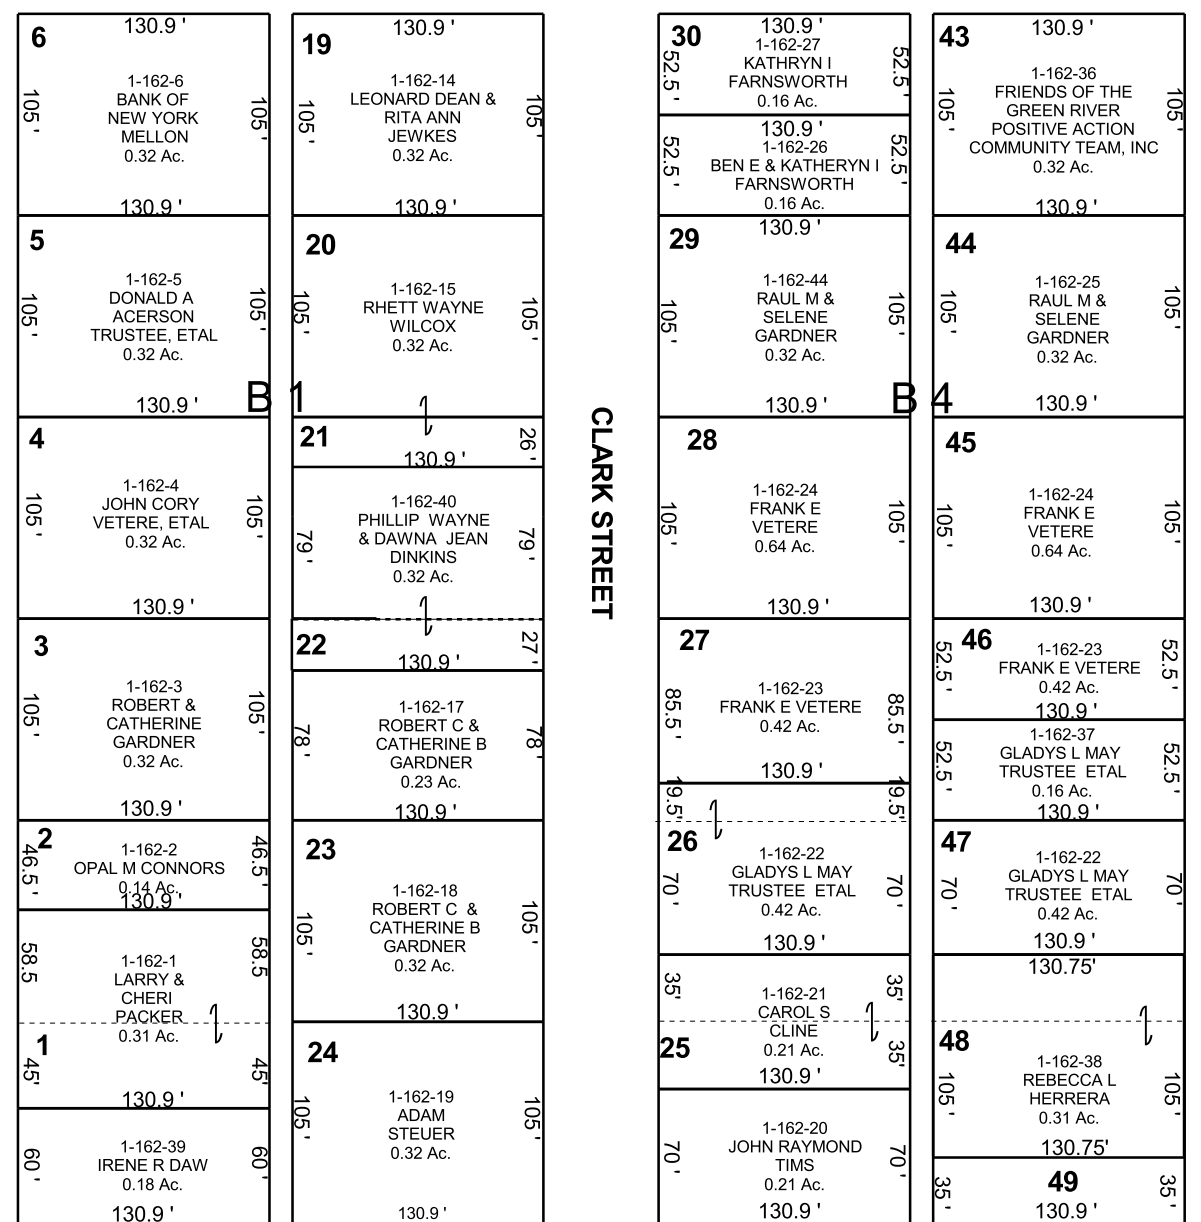 6
130.9 '
105 '
1-162-6
BANK OF
NEW YORK
MELLON
0.32 Ac.
105 '
130.9 '
5
105 '
1-162-5
DONALD A
ACERSON
TRUSTEE, ETAL
0.32 Ac.
105 '
130.9 '
B 1
4
105 '
1-162-4
JOHN CORY
VETERE, ETAL
0.32 Ac.
105 '
130.9 '
3
105 '
1-162-3
ROBERT &
CATHERINE
GARDNER
0.32 Ac.
105 '
130.9 '
2
46.5 '
1-162-2
OPAL M CONNORS
0.14 Ac.
46.5 '
130.9 '
58.5
1-162-1
LARRY &
CHERI
PACKER
0.31 Ac.
58.5
1
45'
45'
130.9 '
60 '
1-162-39
IRENE R DAW
0.18 Ac.
60 '
130.9 '
19
130.9 '
105 '
1-162-14
LEONARD DEAN &
RITA ANN
JEWKES
0.32 Ac.
105 '
130.9 '
20
105 '
1-162-15
RHETT WAYNE
WILCOX
0.32 Ac.
105 '
21
26 '
130.9 '
79 '
1-162-40
PHILLIP WAYNE
& DAWNA JEAN
DINKINS
0.32 Ac.
79 '
22
27 '
130.9 '
78 '
1-162-17
ROBERT C &
CATHERINE B
GARDNER
0.23 Ac.
78 '
130.9 '
23
105 '
1-162-18
ROBERT C &
CATHERINE B
GARDNER
0.32 Ac.
105 '
130.9 '
24
105 '
1-162-19
ADAM
STEUER
0.32 Ac.
105 '
130.9 '
CLARK STREET
30
130.9 '
52.5 '
1-162-27
KATHRYN I
FARNSWORTH
0.16 Ac.
52.5 '
130.9 '
52.5 '
1-162-26
BEN E & KATHERYN I
FARNSWORTH
0.16 Ac.
52.5 '
29
130.9 '
105 '
1-162-44
RAUL M &
SELENE
GARDNER
0.32 Ac.
105 '
130.9 '
B 4
28
105 '
1-162-24
FRANK E
VETERE
0.64 Ac.
105 '
130.9 '
27
85.5 '
1-162-23
FRANK E VETERE
0.42 Ac.
85.5 '
130.9 '
19.5'
19.5'
26
70 '
1-162-22
GLADYS L MAY
TRUSTEE ETAL
0.42 Ac.
70 '
130.9 '
35'
1-162-21
CAROL S
CLINE
0.21 Ac.
35'
25
35'
130.9 '
70 '
1-162-20
JOHN RAYMOND
TIMS
0.21 Ac.
70 '
130.9 '
43
130.9 '
105 '
1-162-36
FRIENDS OF THE
GREEN RIVER
POSITIVE ACTION
COMMUNITY TEAM, INC
0.32 Ac.
105 '
130.9 '
44
105 '
1-162-25
RAUL M &
SELENE
GARDNER
0.32 Ac.
105 '
130.9 '
45
105 '
1-162-24
FRANK E
VETERE
0.64 Ac.
105 '
130.9 '
46
52.5 '
1-162-23
FRANK E VETERE
0.42 Ac.
52.5 '
130.9 '
52.5 '
1-162-37
GLADYS L MAY
TRUSTEE ETAL
0.16 Ac.
52.5 '
130.9 '
47
70 '
1-162-22
GLADYS L MAY
TRUSTEE ETAL
0.42 Ac.
70 '
130.9 '
130.75'
48
105 '
1-162-38
REBECCA L
HERRERA
0.31 Ac.
105 '
130.75'
35 '
49
35 '
130.9 '